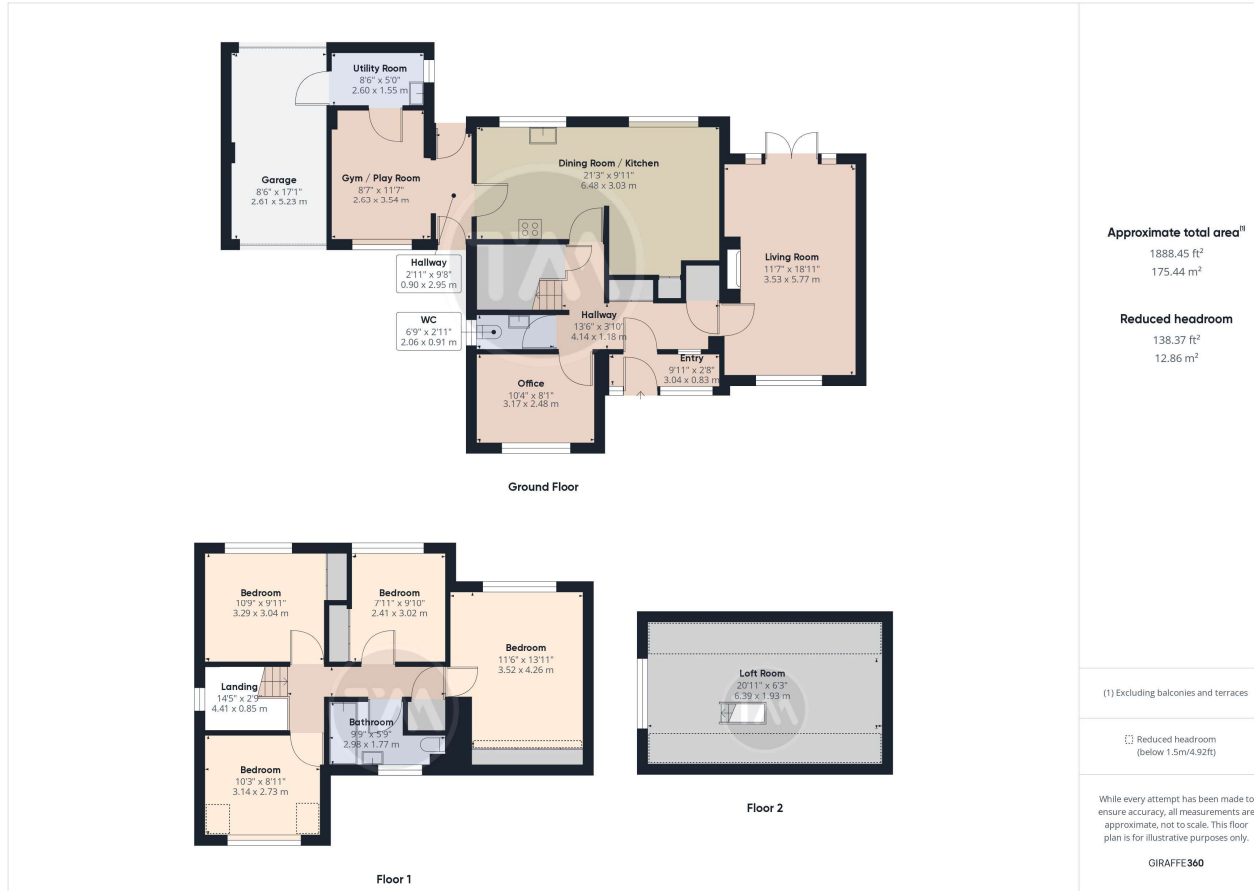 Utility Room
8'6" x 5'0"
2.60 x 1.55 m
Garage
8'6" x 17'1"
2.61 x 5.23 m
Gym / Play Room
8'7" x 11'7"
2.63 x 3.54 m
Dining Room / Kitchen
21'3" x 9'11"
6.48 x 3.03 m
Living Room
11'7" x 18'11"
3.53 x 5.77 m
Hallway
2'11" x 9'8"
0.90 x 2.95 m
WC
6'9" x 2'11"
2.06 x 0.91 m
Hallway
13'6" x 3'10"
4.14 x 1.18 m
Entry
9'11" x 2'8"
3.04 x 0.83 m
Office
10'4" x 8'1"
3.17 x 2.48 m
TM
Ground Floor
Bedroom
10'9" x 9'11"
3.29 x 3.04 m
Bedroom
7'11" x 9'10"
2.41 x 3.02 m
Bedroom
11'6" x 13'11"
3.52 x 4.26 m
Landing
14'5" x 2'9"
4.41 x 0.85 m
Bathroom
9'9" x 5'9"
2.98 x 1.77 m
Bedroom
10'3" x 8'11"
3.14 x 2.73 m
TM
Floor 1
Loft Room
20'11" x 6'3"
6.39 x 1.93 m
TM
Floor 2
Approximate total area(1)
1888.45 ft²
175.44 m²
Reduced headroom
138.37 ft²
12.86 m²
(1) Excluding balconies and terraces
Reduced headroom
(below 1.5m/4.92ft)
While every attempt has been made to
ensure accuracy, all measurements are
approximate, not to scale. This floor
plan is for illustrative purposes only.
GIRAFFE360